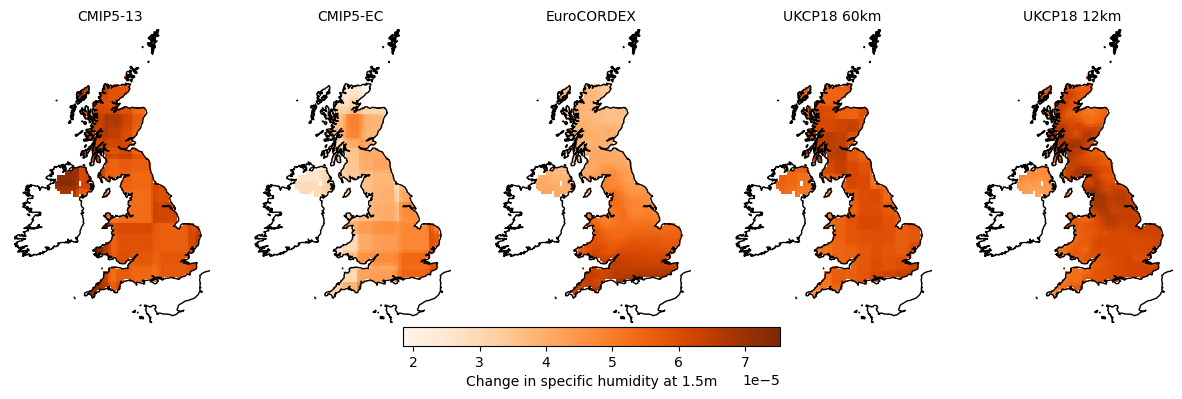 CMIP5-13 CMIP5-EC EuroCORDEX UKCP18 60km UKCP18 12km
2 3 4 5 6 7
1e−5
Change in specific humidity at 1.5m